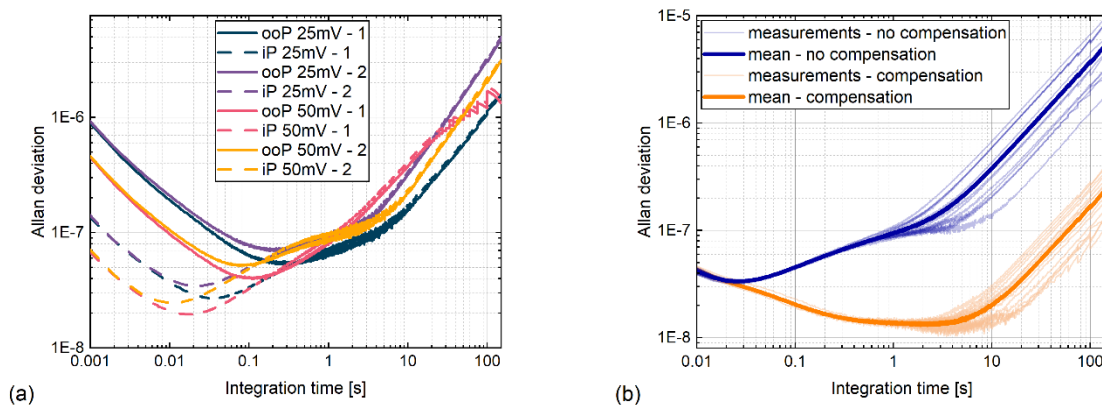 Allan deviation
1E-6
1E-7
1E-8
ooP 25mV - 1
iP 25mV - 1
ooP 25mV - 2
iP 25mV - 2
ooP 50mV - 1
iP 50mV - 1
ooP 50mV - 2
iP 50mV - 2
0.001 0.01 0.1 1 10 100
Integration time [s]
(a)
Allan deviation
1E-5
1E-6
1E-7
1E-8
measurements - no compensation
mean - no compensation
measurements - compensation
mean - compensation
0.01 0.1 1 10 100
Integration time [s]
(b)